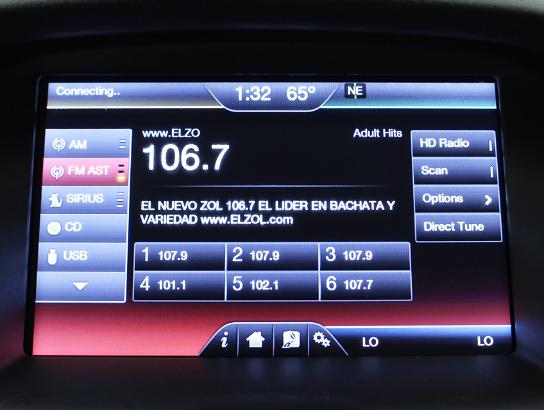 Connecting..
1:32 65° NE
AM
FM AST
SIRIUS
CD
USB
www.ELZO
Adult Hits
106.7
EL NUEVO ZOL 106.7 EL LIDER EN BACHATA Y
VARIEDAD www.ELZOL.com
1 107.9 2 107.9 3 107.9
4 101.1 5 102.1 6 107.7
HD Radio
Scan
Options
Direct Tune
i
LO LO